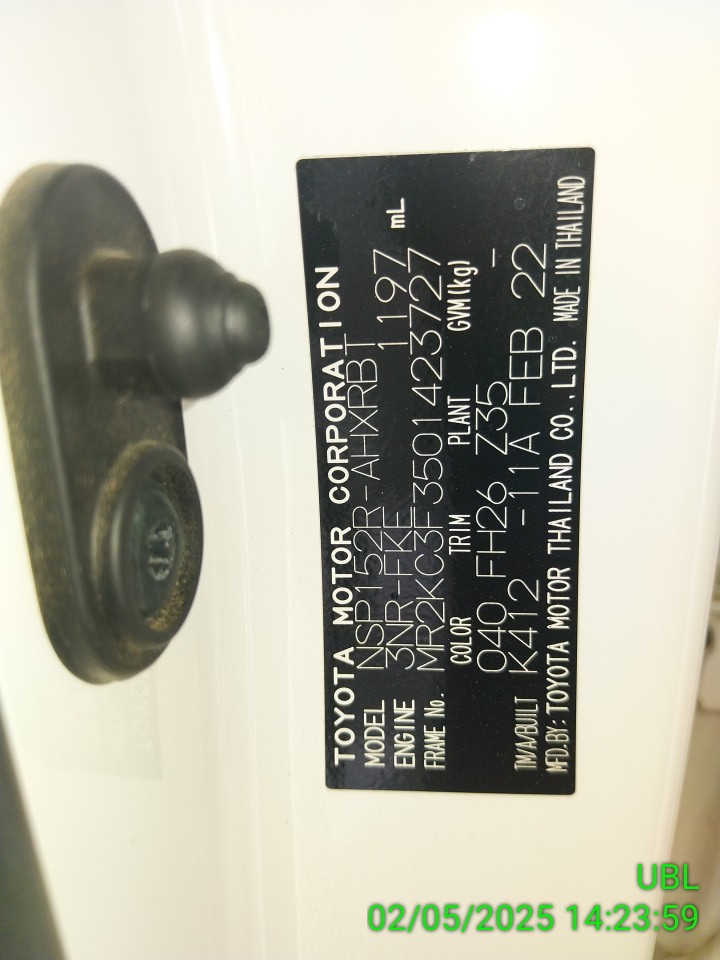 TOYOTA MOTOR CORPORATION
MODEL NSP152R-AHXRBT
ENGINE 3NR-FKE 1197 mL
FRAME No. MR2KC3F3501423727
COLOR TRIM PLANT GVM(kg)
040 FH26 Z35 -
K412 -11A FEB 22
TM/A/BUILT
MFD.BY: TOYOTA MOTOR THAILAND CO.,LTD. MADE IN THAILAND
UBL
02/05/2025 14:23:59